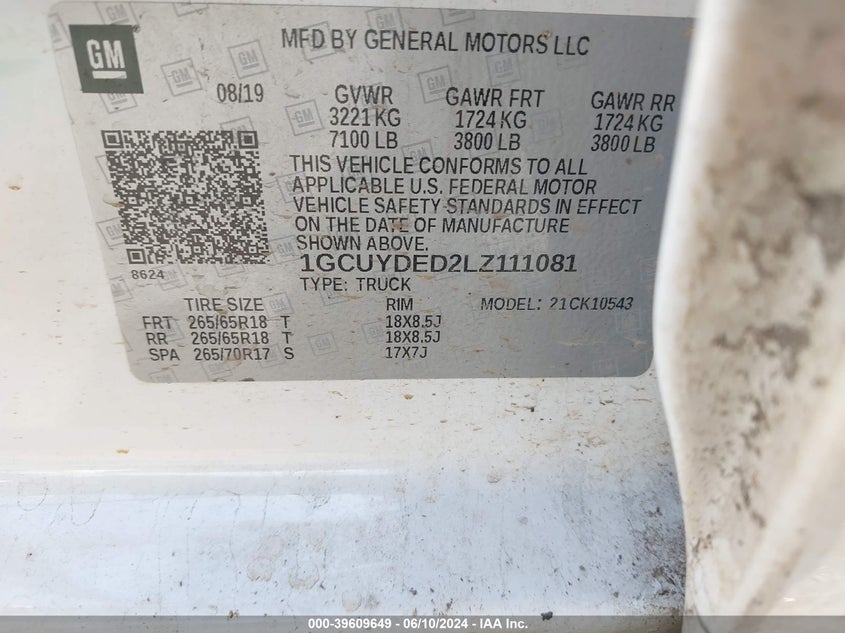 GM
MFD BY GENERAL MOTORS LLC
08/19 GVWR GAWR FRT GAWR RR
3221 KG 1724 KG 1724 KG
7100 LB 3800 LB 3800 LB
THIS VEHICLE CONFORMS TO ALL
APPLICABLE U.S. FEDERAL MOTOR
VEHICLE SAFETY STANDARDS IN EFFECT
ON THE DATE OF MANUFACTURE
SHOWN ABOVE.
8624
1GCUYDED2LZ111081
TYPE: TRUCK
TIRE SIZE RIM MODEL: 21CK10543
FRT 265/65R18 T 18X8.5J
RR 265/65R18 T 18X8.5J
SPA 265/70R17 S 17X7J
000-39609649 / 06/10/2024 - IAA Inc.